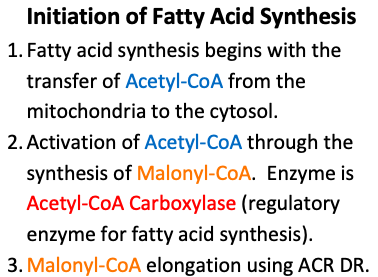 Initiation of Fatty Acid Synthesis
1. Fatty acid synthesis begins with the
transfer of Acetyl-CoA from the
mitochondria to the cytosol.
2. Activation of Acetyl-CoA through the
synthesis of Malonyl-CoA.  Enzyme is
Acetyl-CoA Carboxylase (regulatory
enzyme for fatty acid synthesis).
3. Malonyl-CoA elongation using ACR DR.